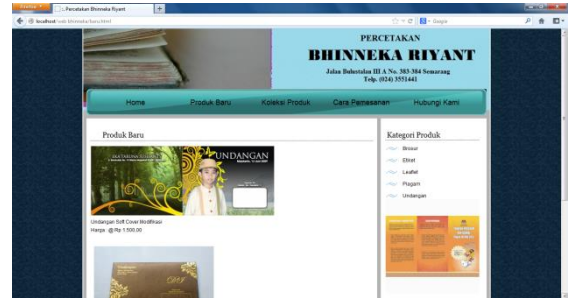 :: Percetakan Bhinneka Riyant
localhost/web bhinneka/baru.html
Google
PERCETAKAN
BHINNEKA RIYANT
Jalan Bulustalan III A No. 383-384 Semarang
Telp. (024) 3551441
Home
Produk Baru
Koleksi Produk
Cara Pemesanan
Hubungi Kami
Produk Baru
UNDANGAN
Undangan Soft Cover Modifikasi
Harga @ Rp 1.500,00
Kategori Produk
Brosur
Etiket
Leaflet
Piagam
Undangan